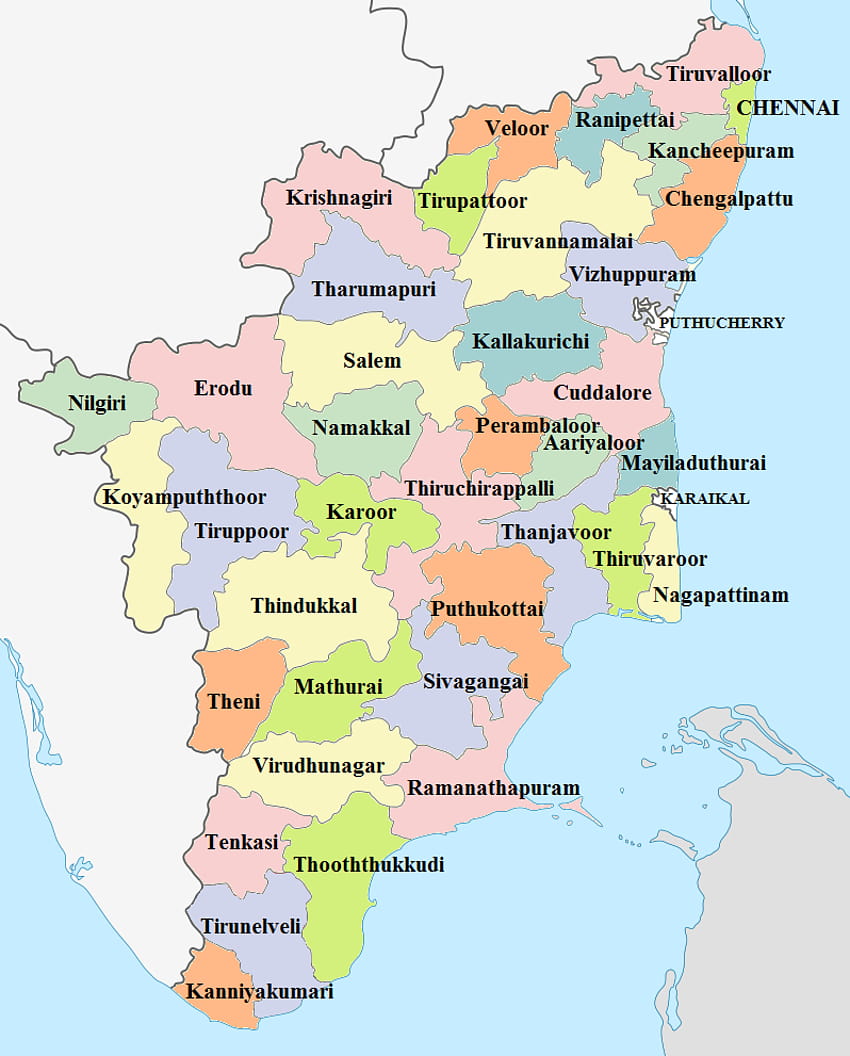 Tiruvalloor
CHENNAI
Ranipettai
Veloor
Kancheepuram
Krishnagiri
Tirupattoor
Chengalpattu
Tiruvannamalai
Vizhuppuram
Tharumapuri
PUTHUCHERRY
Kallakurichi
Salem
Erodu
Cuddalore
Nilgiri
Namakkal
Perambaloor
Aariyaloor
Mayiladuthurai
Thiruchirappalli
Koyampuththoor
KARAIKAL
Karoor
Tiruppoor
Thanjavoor
Thiruvaroor
Nagapattinam
Thindukkal
Puthukottai
Sivagangai
Mathurai
Theni
Virudhunagar
Ramanathapuram
Tenkasi
Thooththukkudi
Tirunelveli
Kanniyakumari